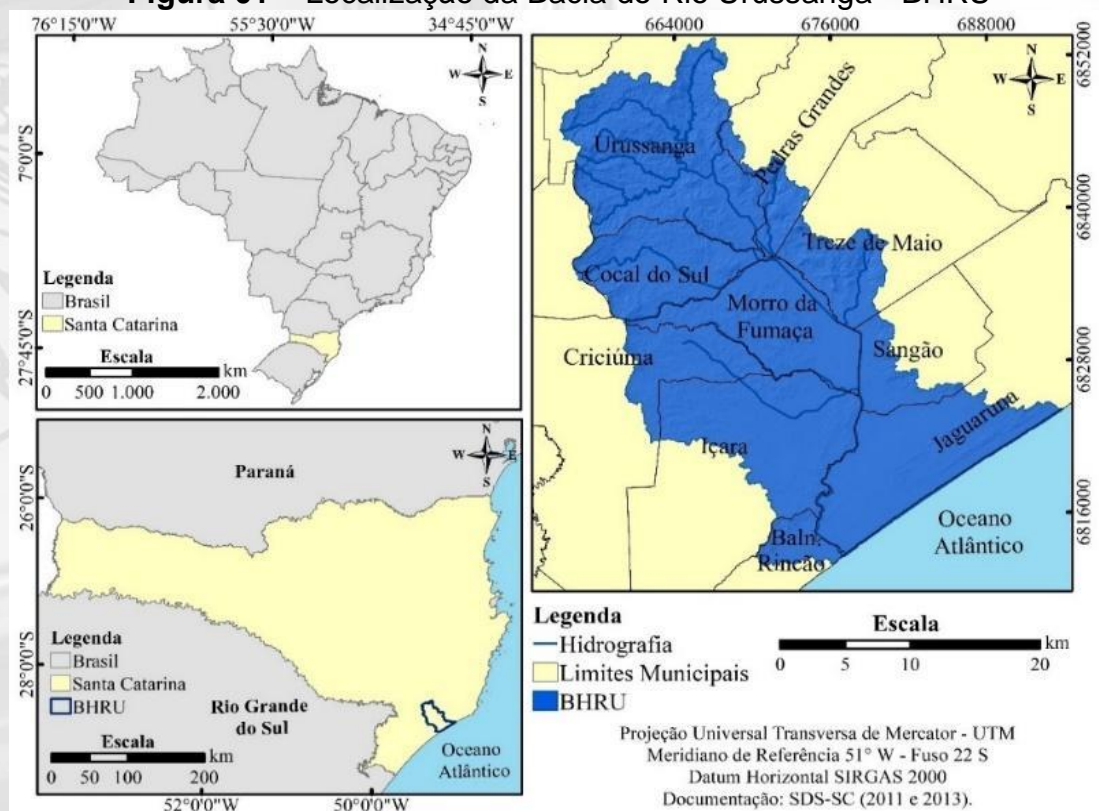 Figura 01 – Localização da Bacia do Rio Urussanga - BHRU
76°15'0"W 55°30'0"W 34°45'0"W
7°0'0"S
27°45'0"S
N
W E
S
Legenda
Brasil
Santa Catarina
Escala
km
0 500 1.000 2.000
26°0'0"S
28°0'0"S
N
W E
S
Paraná
Legenda
Brasil
Santa Catarina
BHRU
Rio Grande
do Sul
Escala
km
0 50 100 200
Oceano
Atlântico
52°0'0"W 50°0'0"W
664000 676000 688000
6852000
6840000
6828000
6816000
N
W E
S
Urussanga
Pedras Grandes
Treze de Maio
Cocal do Sul
Morro da
Fumaça
Criciúma
Sangão
Jaguaruna
Içara
Baln.
Rincão
Oceano
Atlântico
Legenda
Hidrografia
Limites Municipais
BHRU
Escala
km
0 5 10 20
Projeção Universal Transversa de Mercator - UTM
Meridiano de Referência 51° W - Fuso 22 S
Datum Horizontal SIRGAS 2000
Documentação: SDS-SC (2011 e 2013).